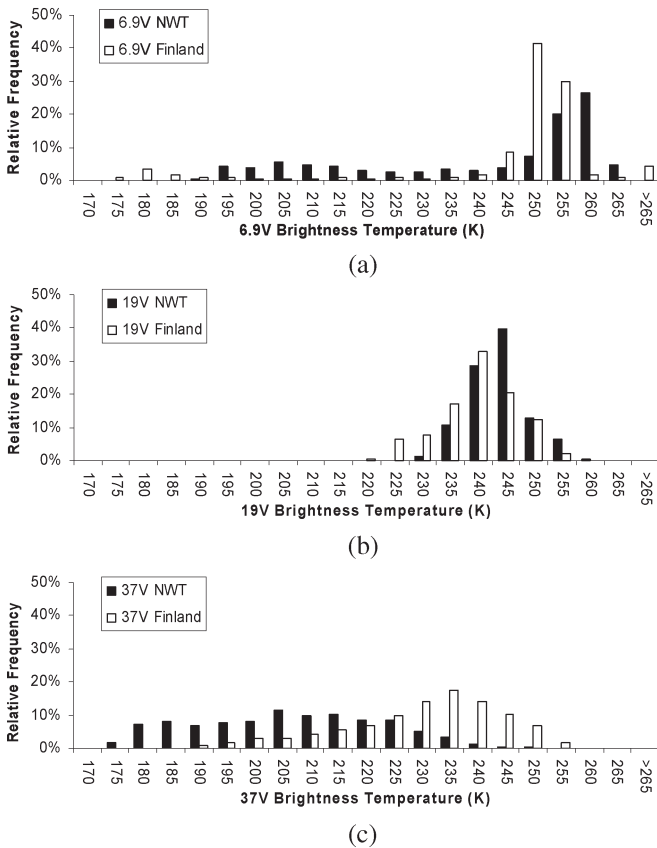 50%
40%
30%
20%
10%
0%
Relative Frequency
6.9V NWT
6.9V Finland
170 175 180 185 190 195 200 205 210 215 220 225 230 235 240 245 250 255 260 265 >265
6.9V Brightness Temperature (K)
(a)
50%
40%
30%
20%
10%
0%
Relative Frequency
19V NWT
19V Finland
170 175 180 185 190 195 200 205 210 215 220 225 230 235 240 245 250 255 260 265 >265
19V Brightness Temperature (K)
(b)
50%
40%
30%
20%
10%
0%
Relative Frequency
37V NWT
37V Finland
170 175 180 185 190 195 200 205 210 215 220 225 230 235 240 245 250 255 260 265 >265
37V Brightness Temperature (K)
(c)